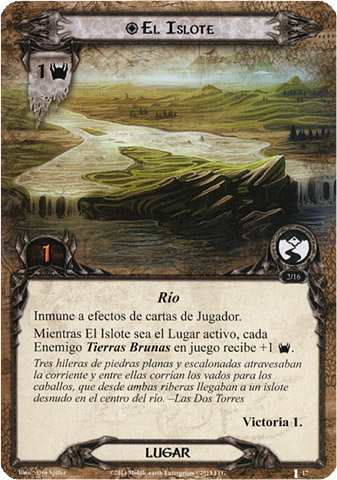 El Islote
1
1
2/16
Río
Inmune a efectos de cartas de Jugador.
Mientras El Islote sea el Lugar activo, cada
Enemigo Tierras Brunas en juego recibe +1
Tres hileras de piedras planas y escalonadas atravesaban
la corriente y entre ellas corrían los vados para los
caballos, que desde ambas riberas llegaban a un islote
desnudo en el centro del río. –Las Dos Torres
Victoria 1.
LUGAR
©2013 Middle-earth Enterprises ©2013 FFG
17